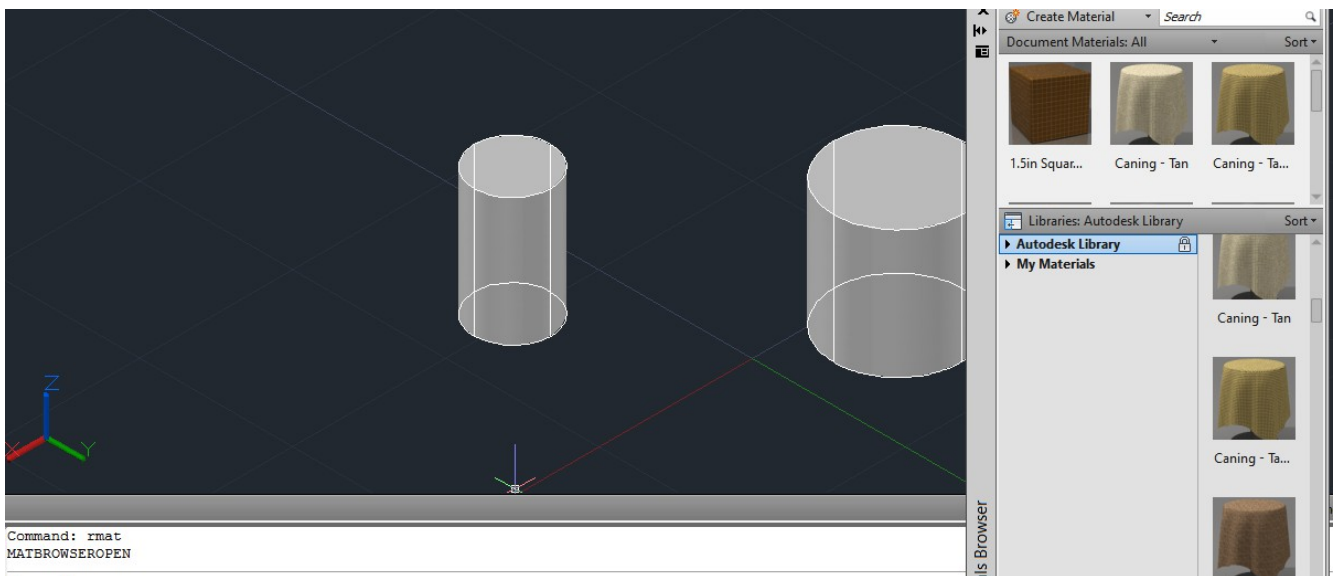 Create Material
Search
Document Materials: All
Sort
1.5in Squar...
Caning - Tan
Caning - Ta...
Libraries: Autodesk Library
Sort
Autodesk Library
My Materials
Caning - Tan
Caning - Ta...
Z
X
Y
Command: rmat
MATBROWSEROPEN
ls Browser